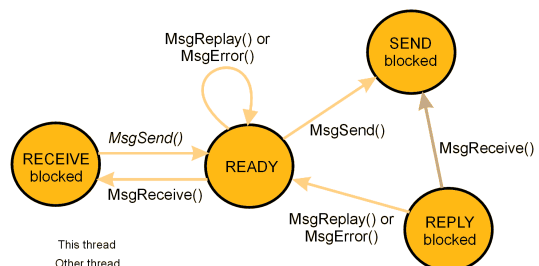 MsgReplay() or
MsgError()
SEND
blocked
MsgSend()
MsgSend()
RECEIVE
blocked
READY
MsgReceive()
MsgReceive()
MsgReplay() or
MsgError()
REPLY
blocked
This thread
Other thread